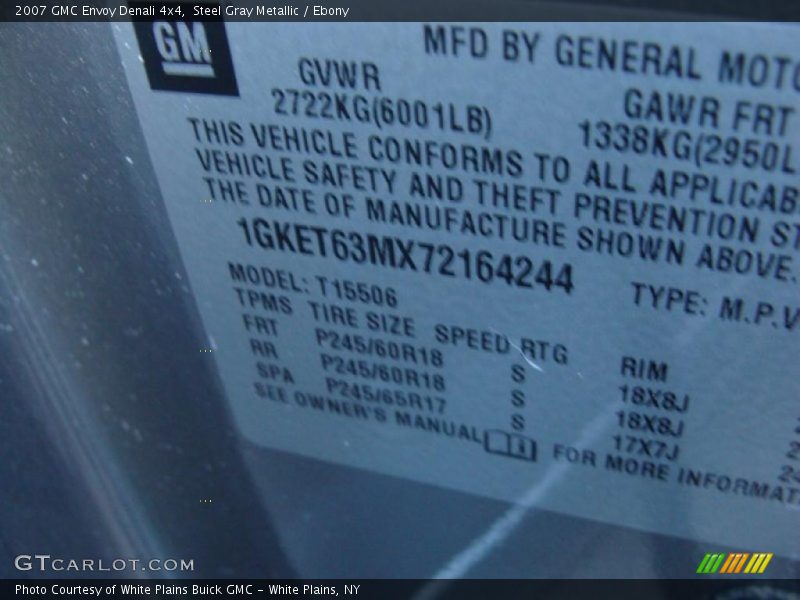 2007 GMC Envoy Denali 4x4, Steel Gray Metallic / Ebony
GM
MFD BY GENERAL MOTO
GVWR
GAWR FRT
2722KG(6001LB)
1338KG(2950L
THIS VEHICLE CONFORMS TO ALL APPLICAB
VEHICLE SAFETY AND THEFT PREVENTION ST
THE DATE OF MANUFACTURE SHOWN ABOVE.
1GKET63MX72164244
TYPE: M.P.V
MODEL: T15506
TPMS TIRE SIZE SPEED RTG RIM
FRT P245/60R18 S 18X8J
RR P245/60R18 S 18X8J
SPA P245/65R17 S 17X7J
SEE OWNER'S MANUAL FOR MORE INFORMAT
GTCARLOT.COM
Photo Courtesy of White Plains Buick GMC - White Plains, NY